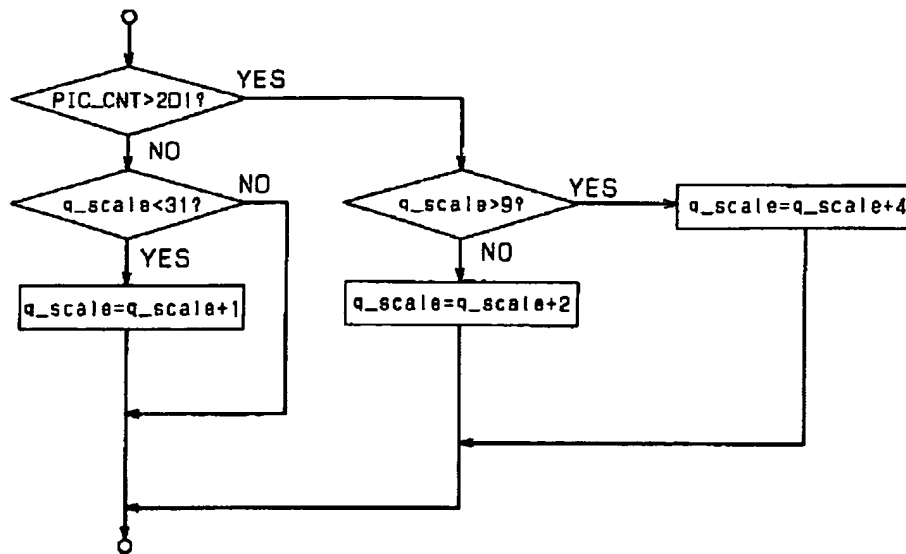 YES
PIC_CNT>201?
NO
q_scale<31?
NO
YES
q_scale=q_scale+1
q_scale>9?
YES
q_scale=q_scale+4
NO
q_scale=q_scale+2